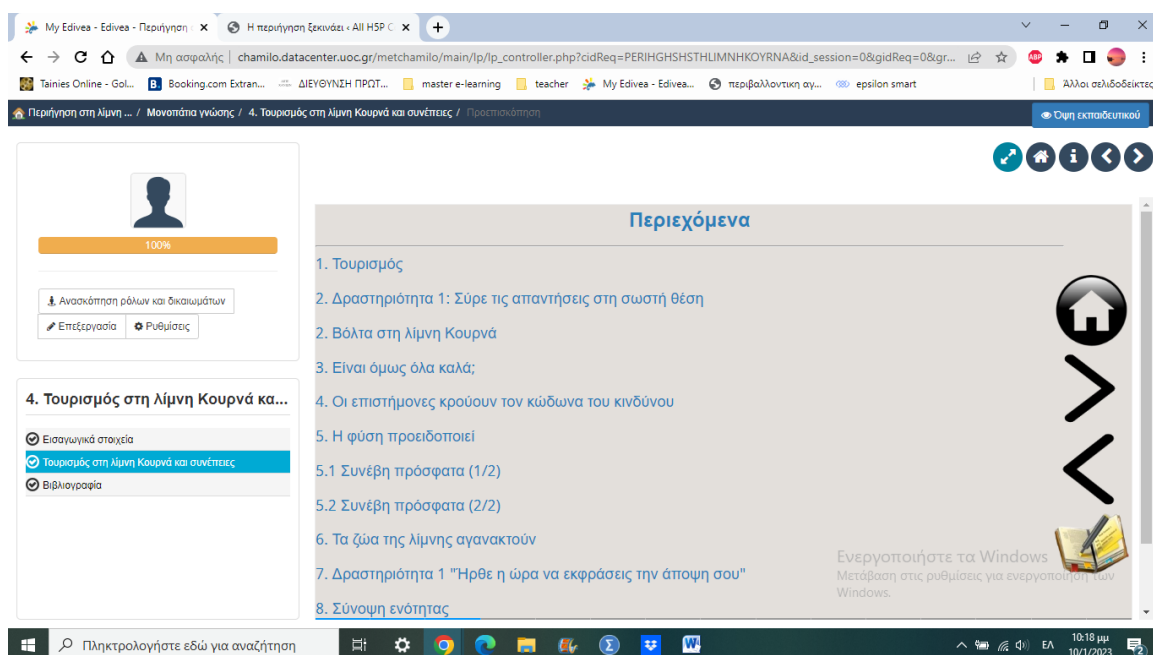 My Edivea - Edivea - Περιήγηση
Η περιήγηση ξεκινάει ‹ All H5P C
Μη ασφαλής | chamilo.datacenter.uoc.gr/metchamilo/main/lp/lp_controller.php?cidReq=PERIHGHSHSTHLIMNHKOYRNA&id_session=0&gidReq=0&gr...
Tainies Online - Gol... Booking.com Extran... ΔΙΕΥΘΥΝΣΗ ΠΡΩΤ... master e-learning teacher My Edivea - Edivea... περιβαλλοντικη αγ... epsilon smart Άλλοι σελιδοδείκτες
Περιήγηση στη λίμνη ... / Μονοπάτια γνώσης / 4. Τουρισμός στη λίμνη Κουρνά και συνέπειες / Προεπισκόπηση
Όψη εκπαιδευτικού
100%
Ανασκόπηση ρόλων και δικαιωμάτων
Επεξεργασία Ρυθμίσεις
4. Τουρισμός στη λίμνη Κουρνά κα...
Εισαγωγικά στοιχεία
Τουρισμός στη λίμνη Κουρνά και συνέπειες
Βιβλιογραφία
Περιεχόμενα
1. Τουρισμός
2. Δραστηριότητα 1: Σύρε τις απαντήσεις στη σωστή θέση
2. Βόλτα στη λίμνη Κουρνά
3. Είναι όμως όλα καλά;
4. Οι επιστήμονες κρούουν τον κώδωνα του κινδύνου
5. Η φύση προειδοποιεί
5.1 Συνέβη πρόσφατα (1/2)
5.2 Συνέβη πρόσφατα (2/2)
6. Τα ζώα της λίμνης αγανακτούν
7. Δραστηριότητα 1 "Ήρθε η ώρα να εκφράσεις την άποψη σου"
8. Σύνοψη ενότητας
Ενεργοποιήστε τα Windows
Μετάβαση στις ρυθμίσεις για ενεργοποίηση των
Windows.
Πληκτρολογήστε εδώ για αναζήτηση
ΕΛ
10:18 μμ
10/1/2023